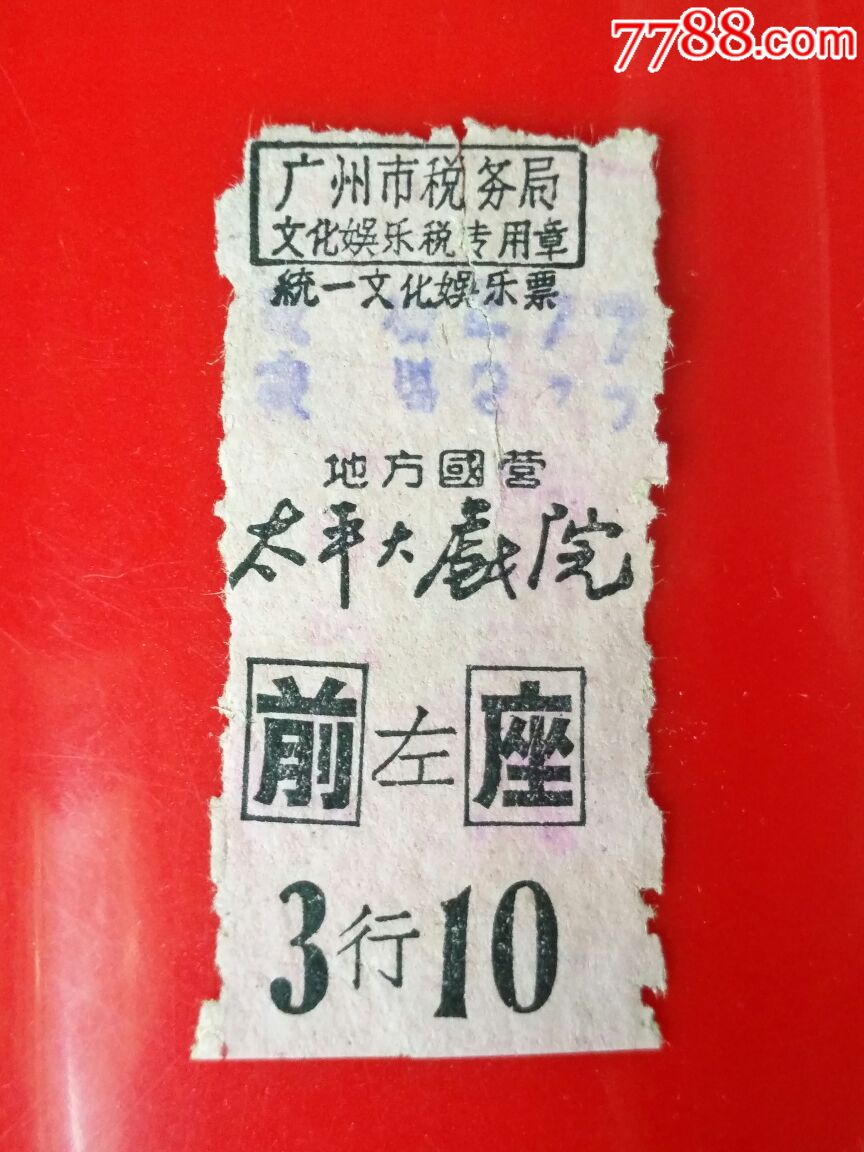 7788.com
广州市税务局
文化娱乐税专用章
統一文化娱乐票
地方國营
太平大戲院
前左座
3行10